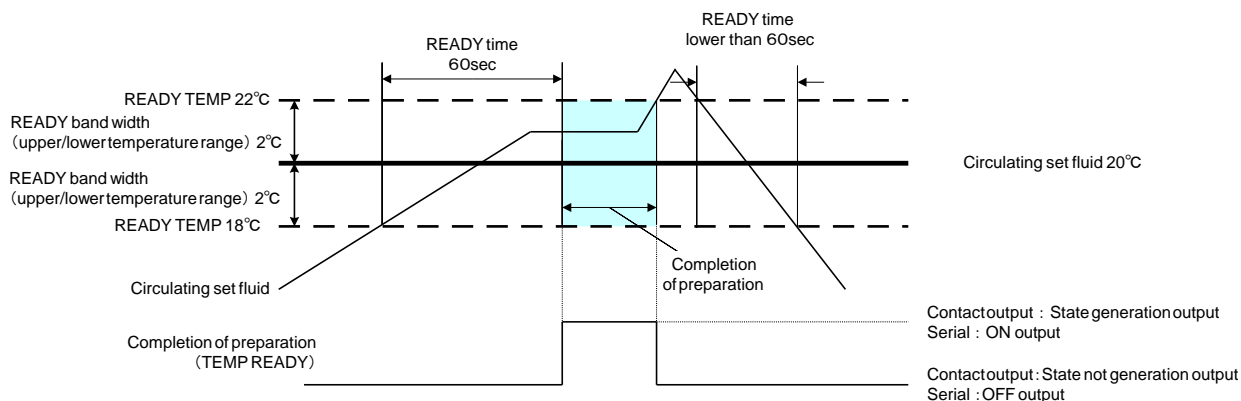 READY time
60sec
READY time
lower than 60sec
READY TEMP 22℃
READY band width
（upper/lower temperature range）2℃
Circulating set fluid 20℃
READY band width
（upper/lower temperature range）2℃
READY TEMP 18℃
Completion
of preparation
Circulating set fluid
Contact output : State generation output
Serial : ON output
Completion of preparation
（TEMP READY）
Contact output : State not generation output
Serial : OFF output